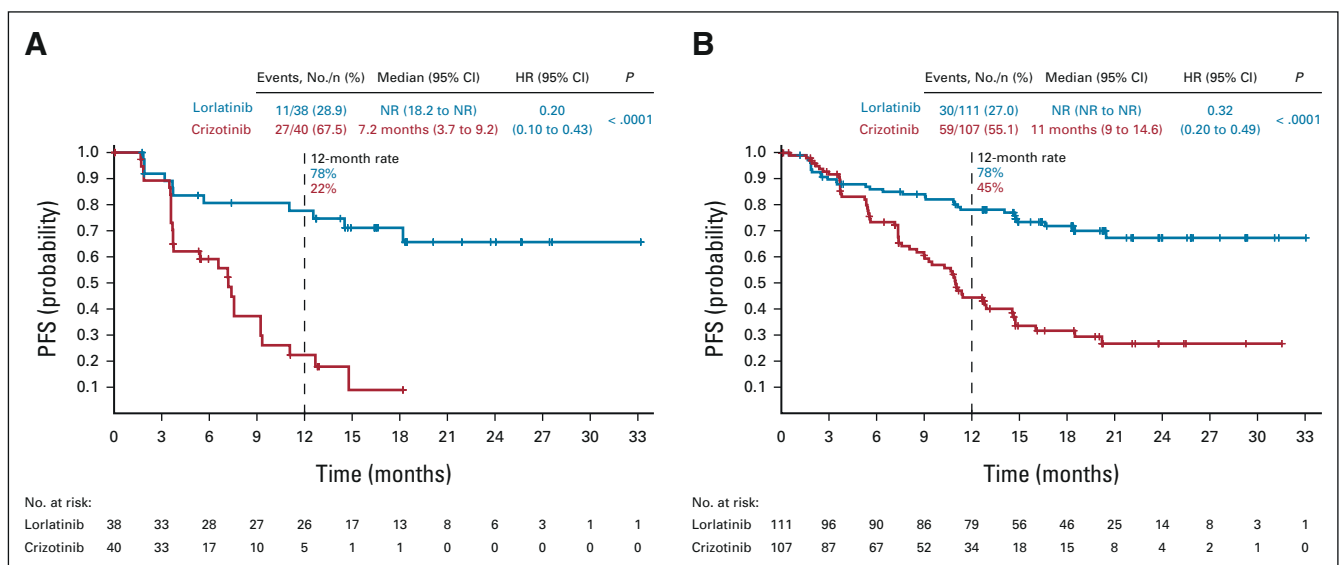 A
Events, No./n (%) Median (95% CI) HR (95% CI) P
Lorlatinib 11/38 (28.9) NR (18.2 to NR) 0.20
Crizotinib 27/40 (67.5) 7.2 months (3.7 to 9.2) (0.10 to 0.43)
< .0001
12-month rate
78%
22%
1.0
0.9
0.8
0.7
0.6
0.5
0.4
0.3
0.2
0.1
PFS (probability)
0 3 6 9 12 15 18 21 24 27 30 33
Time (months)
No. at risk:
Lorlatinib 38 33 28 27 26 17 13 8 6 3 1 1
Crizotinib 40 33 17 10 5 1 1 0 0 0 0 0
B
Events, No./n (%) Median (95% CI) HR (95% CI) P
Lorlatinib 30/111 (27.0) NR (NR to NR) 0.32
Crizotinib 59/107 (55.1) 11 months (9 to 14.6) (0.20 to 0.49)
< .0001
12-month rate
78%
45%
1.0
0.9
0.8
0.7
0.6
0.5
0.4
0.3
0.2
0.1
PFS (probability)
0 3 6 9 12 15 18 21 24 27 30 33
Time (months)
No. at risk:
Lorlatinib 111 96 90 86 79 56 46 25 14 8 3 1
Crizotinib 107 87 67 52 34 18 15 8 4 2 1 0